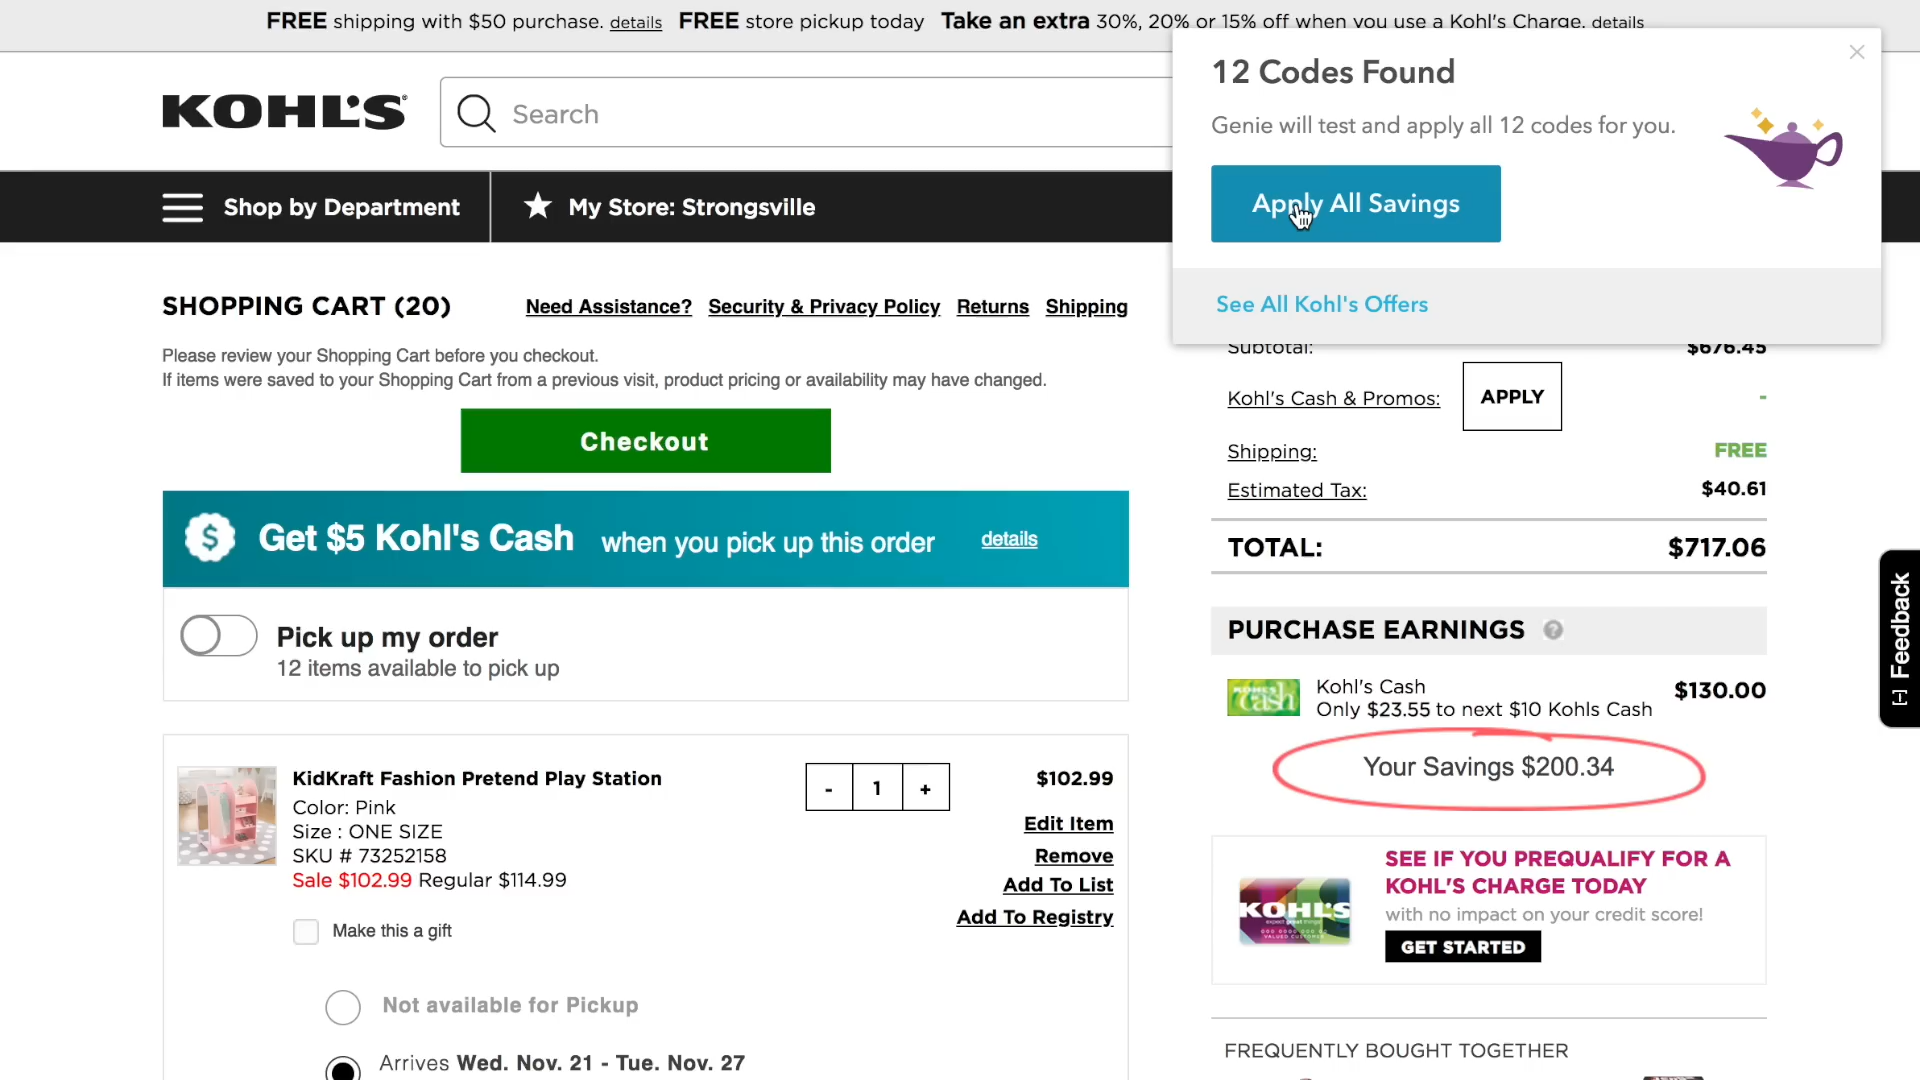 FREE shipping with $50 purchase. details FREE store pickup today Take an extra 30%, 20% or 15% off when you use a Kohl's Charge. details
KOHL'S
Search
12 Codes Found
Genie will test and apply all 12 codes for you.
Apply All Savings
See All Kohl's Offers
Shop by Department
My Store: Strongsville
SHOPPING CART (20)
Need Assistance? Security & Privacy Policy Returns Shipping
Please review your Shopping Cart before you checkout.
If items were saved to your Shopping Cart from a previous visit, product pricing or availability may have changed.
Checkout
Get $5 Kohl's Cash when you pick up this order details
Pick up my order
12 items available to pick up
KidKraft Fashion Pretend Play Station
Color: Pink
Size : ONE SIZE
SKU # 73252158
Sale $102.99 Regular $114.99
- 1 +
$102.99
Edit Item
Remove
Add To List
Add To Registry
Make this a gift
Not available for Pickup
Arrives Wed. Nov. 21 - Tue. Nov. 27
Subtotal: $676.45
Kohl's Cash & Promos: APPLY -
Shipping: FREE
Estimated Tax: $40.61
TOTAL: $717.06
PURCHASE EARNINGS ?
KOHL'S cash
Kohl's Cash $130.00
Only $23.55 to next $10 Kohls Cash
Your Savings $200.34
KOHL'S
SEE IF YOU PREQUALIFY FOR A
KOHL'S CHARGE TODAY
with no impact on your credit score!
GET STARTED
FREQUENTLY BOUGHT TOGETHER
[-] Feedback